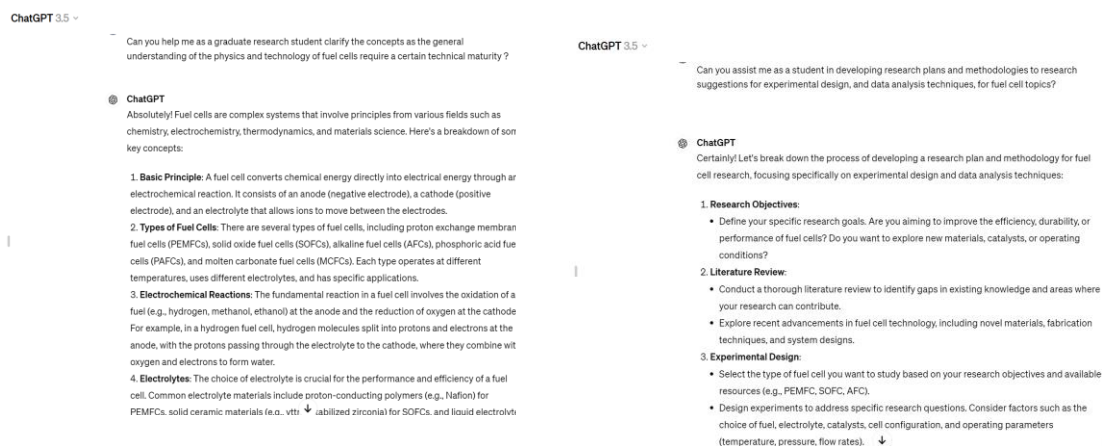 ChatGPT 3.5
Can you help me as a graduate research student clarify the concepts as the general
understanding of the physics and technology of fuel cells require a certain technical maturity ?
ChatGPT
Absolutely! Fuel cells are complex systems that involve principles from various fields such as
chemistry, electrochemistry, thermodynamics, and materials science. Here's a breakdown of som
key concepts:
1. Basic Principle: A fuel cell converts chemical energy directly into electrical energy through an
electrochemical reaction. It consists of an anode (negative electrode), a cathode (positive
electrode), and an electrolyte that allows ions to move between the electrodes.
2. Types of Fuel Cells: There are several types of fuel cells, including proton exchange membran
fuel cells (PEMFCs), solid oxide fuel cells (SOFCs), alkaline fuel cells (AFCs), phosphoric acid fue
cells (PAFCs), and molten carbonate fuel cells (MCFCs). Each type operates at different
temperatures, uses different electrolytes, and has specific applications.
3. Electrochemical Reactions: The fundamental reaction in a fuel cell involves the oxidation of a
fuel (e.g., hydrogen, methanol, ethanol) at the anode and the reduction of oxygen at the cathode
For example, in a hydrogen fuel cell, hydrogen molecules split into protons and electrons at the
anode, with the protons passing through the electrolyte to the cathode, where they combine wit
oxygen and electrons to form water.
4. Electrolytes: The choice of electrolyte is crucial for the performance and efficiency of a fuel
cell. Common electrolyte materials include proton-conducting polymers (e.g., Nafion) for
PEMFCs, solid ceramic materials (e.g., zirconia) for SOFCs, and liquid
ChatGPT 3.5
Can you assist me as a student in developing research plans and methodologies to research
suggestions for experimental design, and data analysis techniques, for fuel cell topics?
ChatGPT
Certainly! Let's break down the process of developing a research plan and methodology for fuel
cell research, focusing specifically on experimental design and data analysis techniques:
1. Research Objectives:
• Define your specific research goals. Are you aiming to improve the efficiency, durability, or
performance of fuel cells? Do you want to explore new materials, catalysts, or operating
conditions?
2. Literature Review:
• Conduct a thorough literature review to identify gaps in existing knowledge and areas where
your research can contribute.
• Explore recent advancements in fuel cell technology, including novel materials, fabrication
techniques, and system designs.
3. Experimental Design:
• Select the type of fuel cell you want to study based on your research objectives and available
resources (e.g., PEMFC, SOFC, AFC).
• Design experiments to address specific research questions. Consider factors such as the
choice of fuel, electrolyte, catalysts, cell configuration, and operating parameters
(temperature, pressure, flow rates).